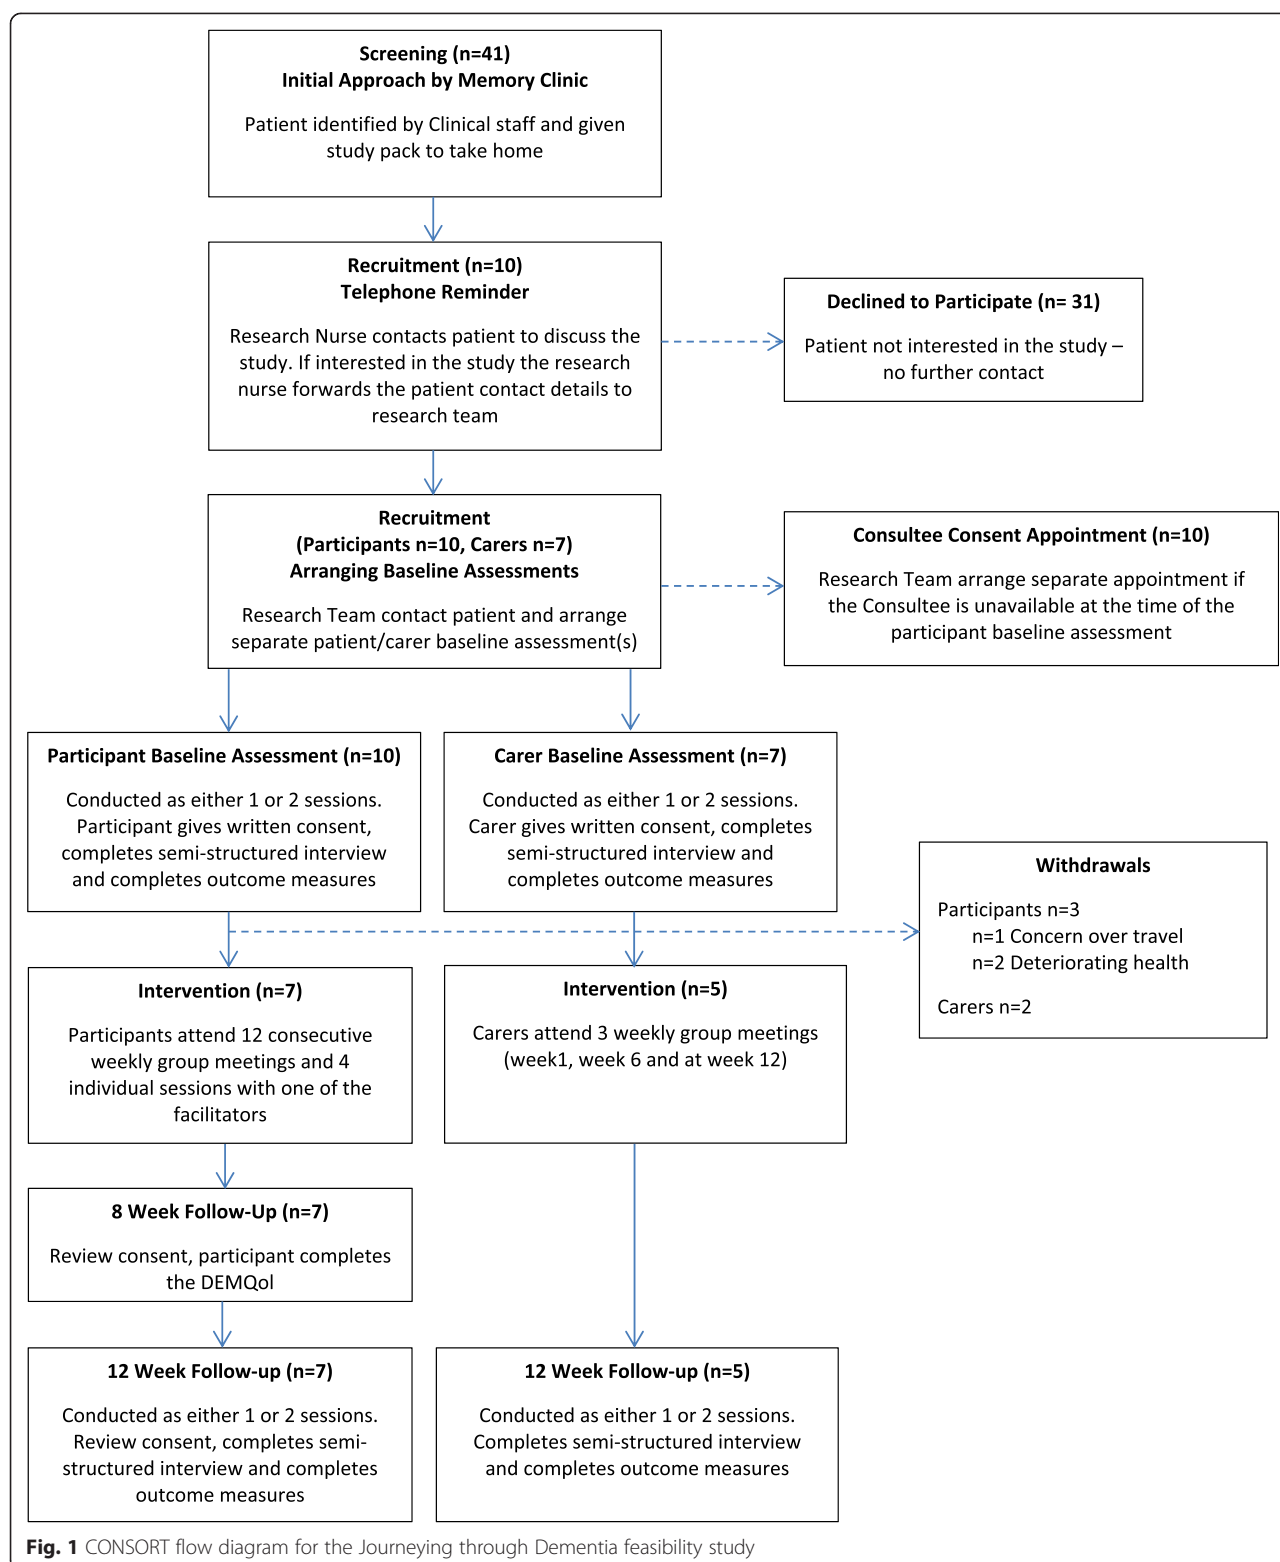 Screening (n=41)
Initial Approach by Memory Clinic
Patient identified by Clinical staff and given
study pack to take home
Recruitment (n=10)
Telephone Reminder
Research Nurse contacts patient to discuss the
study. If interested in the study the research
nurse forwards the patient contact details to
research team
Declined to Participate (n= 31)
Patient not interested in the study –
no further contact
Recruitment
(Participants n=10, Carers n=7)
Arranging Baseline Assessments
Research Team contact patient and arrange
separate patient/carer baseline assessment(s)
Consultee Consent Appointment (n=10)
Research Team arrange separate appointment if
the Consultee is unavailable at the time of the
participant baseline assessment
Participant Baseline Assessment (n=10)
Conducted as either 1 or 2 sessions.
Participant gives written consent,
completes semi-structured interview
and completes outcome measures
Carer Baseline Assessment (n=7)
Conducted as either 1 or 2 sessions.
Carer gives written consent, completes
semi-structured interview and
completes outcome measures
Withdrawals
Participants n=3
n=1 Concern over travel
n=2 Deteriorating health
Carers n=2
Intervention (n=7)
Participants attend 12 consecutive
weekly group meetings and 4
individual sessions with one of the
facilitators
Intervention (n=5)
Carers attend 3 weekly group meetings
(week1, week 6 and at week 12)
8 Week Follow-Up (n=7)
Review consent, participant completes
the DEMQol
12 Week Follow-up (n=7)
Conducted as either 1 or 2 sessions.
Review consent, completes semi-
structured interview and completes
outcome measures
12 Week Follow-up (n=5)
Conducted as either 1 or 2 sessions.
Completes semi-structured interview
and completes outcome measures
Fig. 1 CONSORT flow diagram for the Journeying through Dementia feasibility study